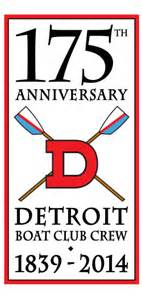 175TH
ANNIVERSARY
D
DETROIT
BOAT CLUB CREW
1839 - 2014